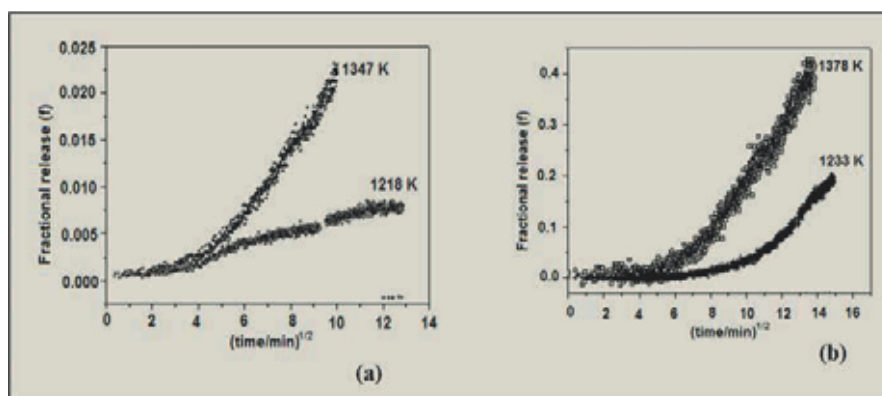 0.025
0.020
0.015
0.010
0.005
0.000
Fractional release (f)
1347 K
1218 K
0 2 4 6 8 10 12 14
(time/min)1/2
(a)
0.4
0.3
0.2
0.1
0.0
Fractional release (f)
1378 K
1233 K
0 2 4 6 8 10 12 14 16
(time/min)1/2
(b)